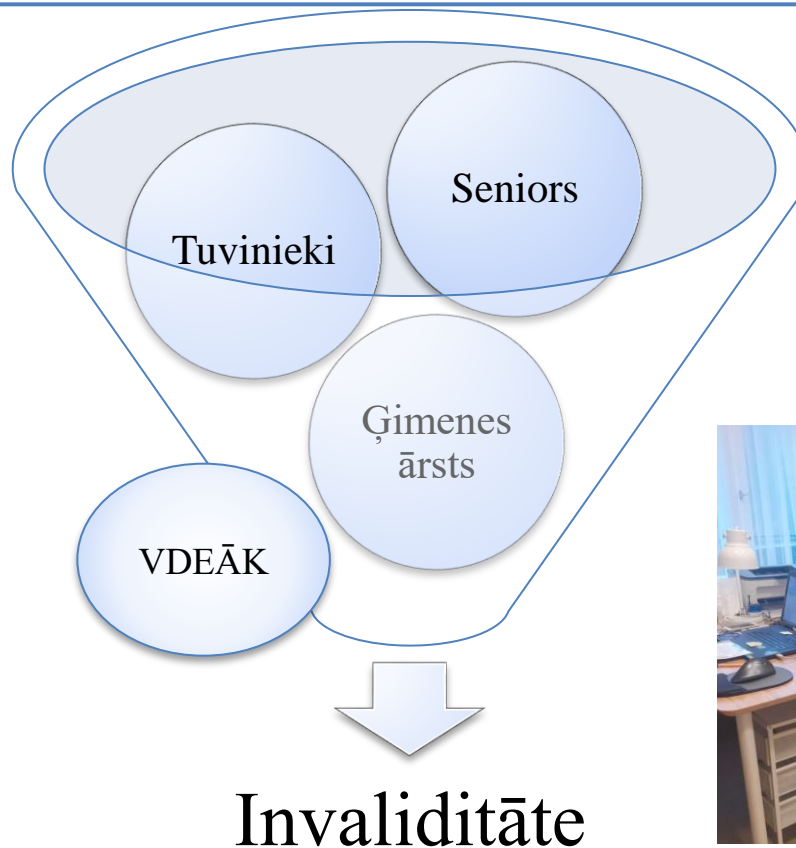 Seniors
Tuvinieki
Ģimenes
ārsts
VDEĀK
Invaliditāte